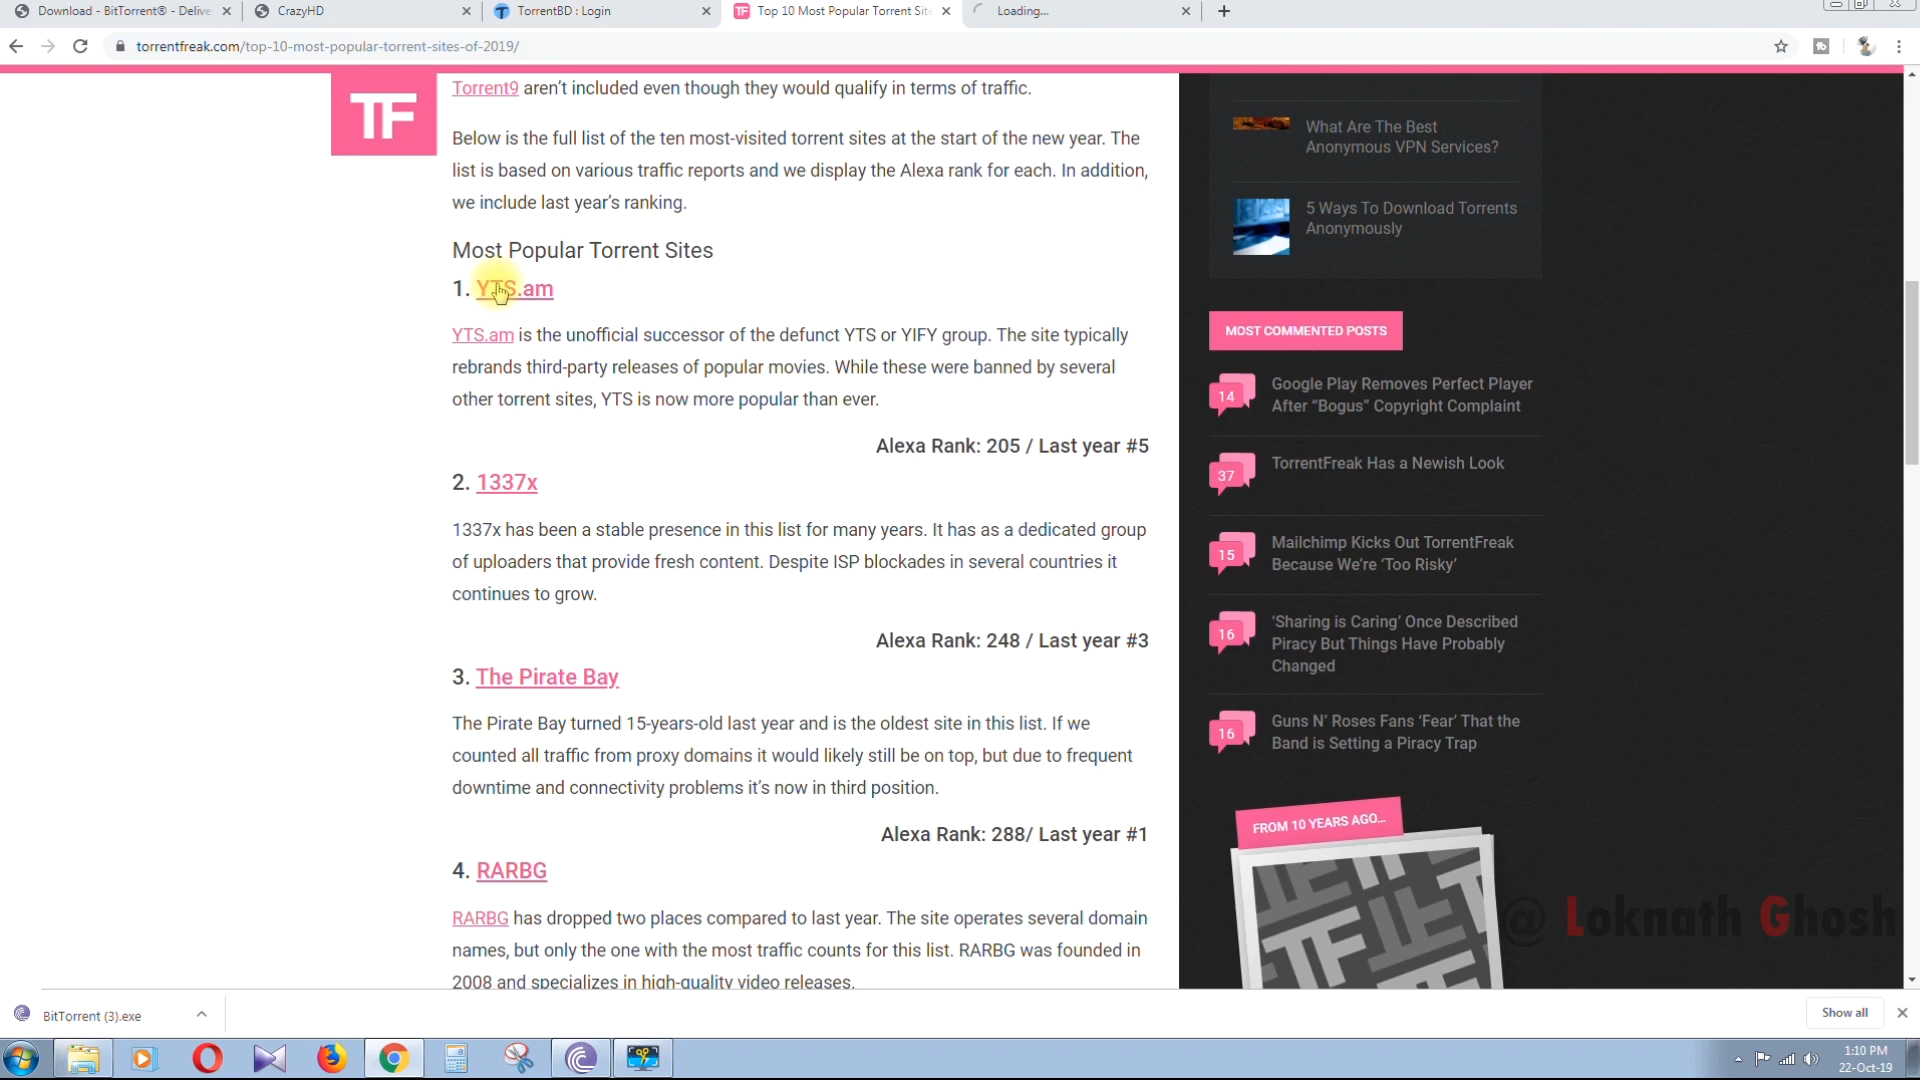 Download - BitTorrent® - Delive
CrazyHD
TorrentBD : Login
Top 10 Most Popular Torrent Site
Loading...
torrentfreak.com/top-10-most-popular-torrent-sites-of-2019/
TF
Torrent9 aren’t included even though they would qualify in terms of traffic.
Below is the full list of the ten most-visited torrent sites at the start of the new year. The
list is based on various traffic reports and we display the Alexa rank for each. In addition,
we include last year’s ranking.
Most Popular Torrent Sites
1. YTS.am
YTS.am is the unofficial successor of the defunct YTS or YIFY group. The site typically
rebrands third-party releases of popular movies. While these were banned by several
other torrent sites, YTS is now more popular than ever.
Alexa Rank: 205 / Last year #5
2. 1337x
1337x has been a stable presence in this list for many years. It has as a dedicated group
of uploaders that provide fresh content. Despite ISP blockades in several countries it
continues to grow.
Alexa Rank: 248 / Last year #3
3. The Pirate Bay
The Pirate Bay turned 15-years-old last year and is the oldest site in this list. If we
counted all traffic from proxy domains it would likely still be on top, but due to frequent
downtime and connectivity problems it’s now in third position.
Alexa Rank: 288/ Last year #1
4. RARBG
RARBG has dropped two places compared to last year. The site operates several domain
names, but only the one with the most traffic counts for this list. RARBG was founded in
2008 and specializes in high-quality video releases.
What Are The Best
Anonymous VPN Services?
5 Ways To Download Torrents
Anonymously
MOST COMMENTED POSTS
14
Google Play Removes Perfect Player
After “Bogus” Copyright Complaint
37
TorrentFreak Has a Newish Look
15
Mailchimp Kicks Out TorrentFreak
Because We’re ‘Too Risky’
16
‘Sharing is Caring’ Once Described
Piracy But Things Have Probably
Changed
16
Guns N’ Roses Fans ‘Fear’ That the
Band is Setting a Piracy Trap
FROM 10 YEARS AGO...
TF
@ Loknath Ghosh
BitTorrent (3).exe
Show all
1:10 PM
22-Oct-19